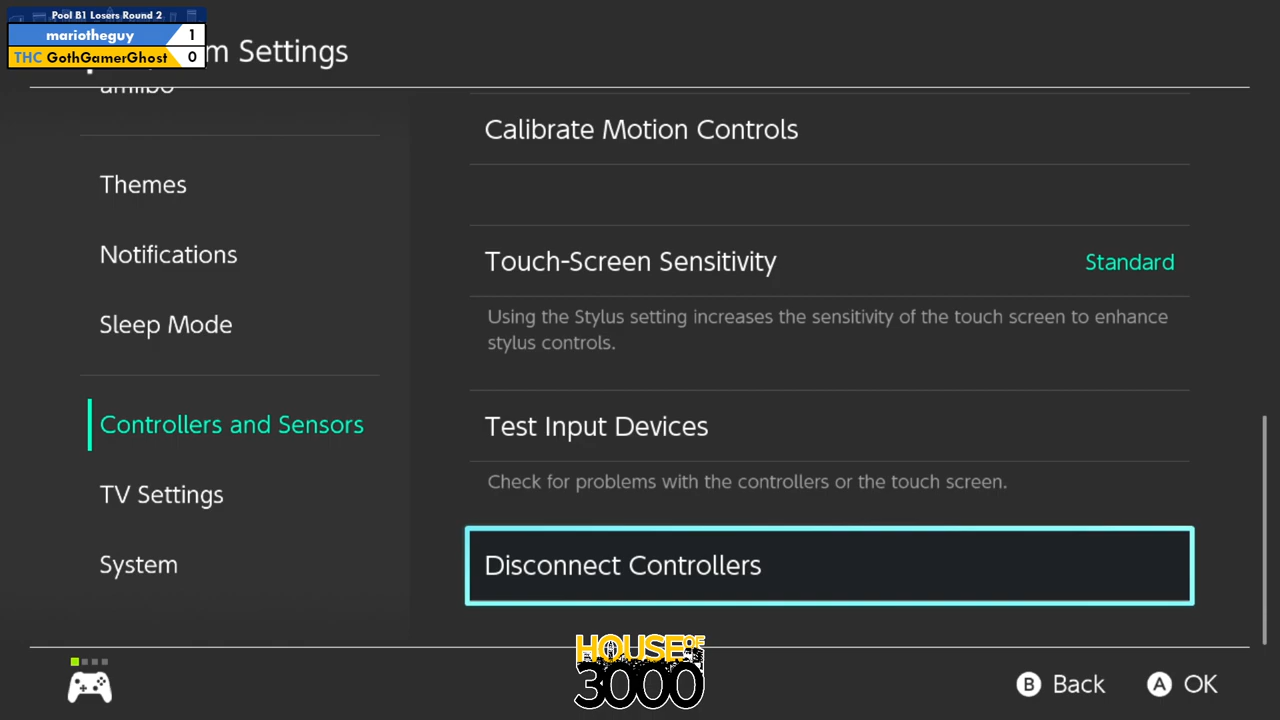 Pool B1 Losers Round 2
mariotheguy 1
THC GothGamerGhost 0
m Settings
amiibo
Themes
Notifications
Sleep Mode
Controllers and Sensors
TV Settings
System
Calibrate Motion Controls
Touch-Screen Sensitivity Standard
Using the Stylus setting increases the sensitivity of the touch screen to enhance
stylus controls.
Test Input Devices
Check for problems with the controllers or the touch screen.
Disconnect Controllers
HOUSE OF
3000
B Back A OK